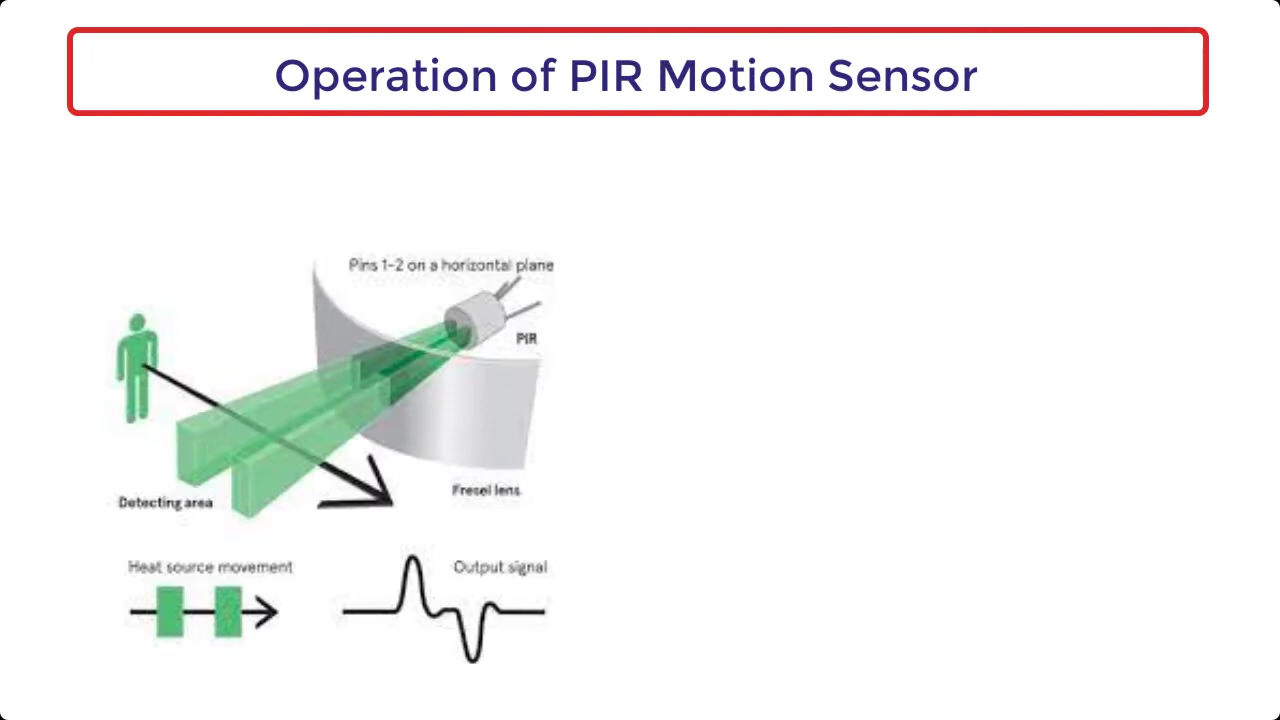 Operation of PIR Motion Sensor
Pins 1-2 on a horizontal plane
PIR
Fresel lens
Detecting area
Heat source movement
Output signal